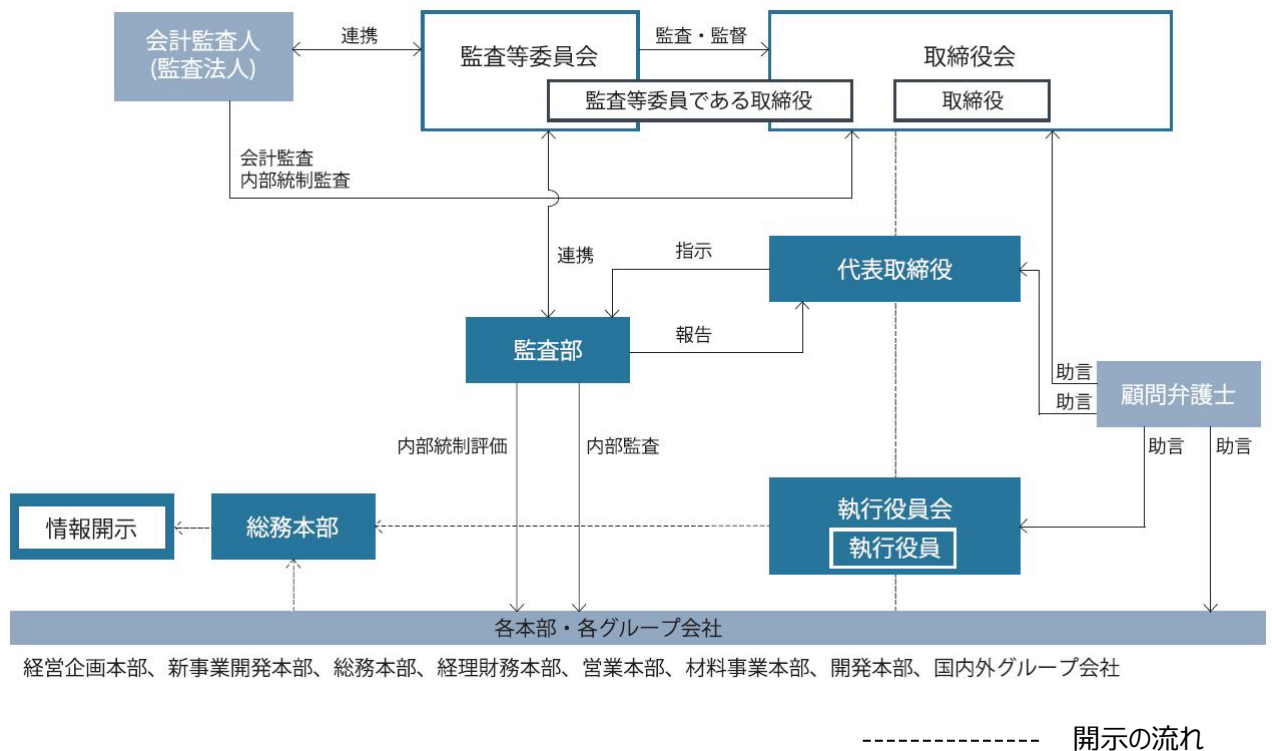 会計監査人
(監査法人)
連携
監査等委員会
監査・監督
取締役会
監査等委員である取締役
取締役
会計監査
内部統制監査
連携
指示
代表取締役
監査部
報告
助言
助言
顧問弁護士
内部統制評価
内部監査
助言
助言
情報開示
総務本部
執行役員会
執行役員
各本部・各グループ会社
経営企画本部、新事業開発本部、総務本部、経理財務本部、営業本部、材料事業本部、開発本部、国内外グループ会社
開示の流れ